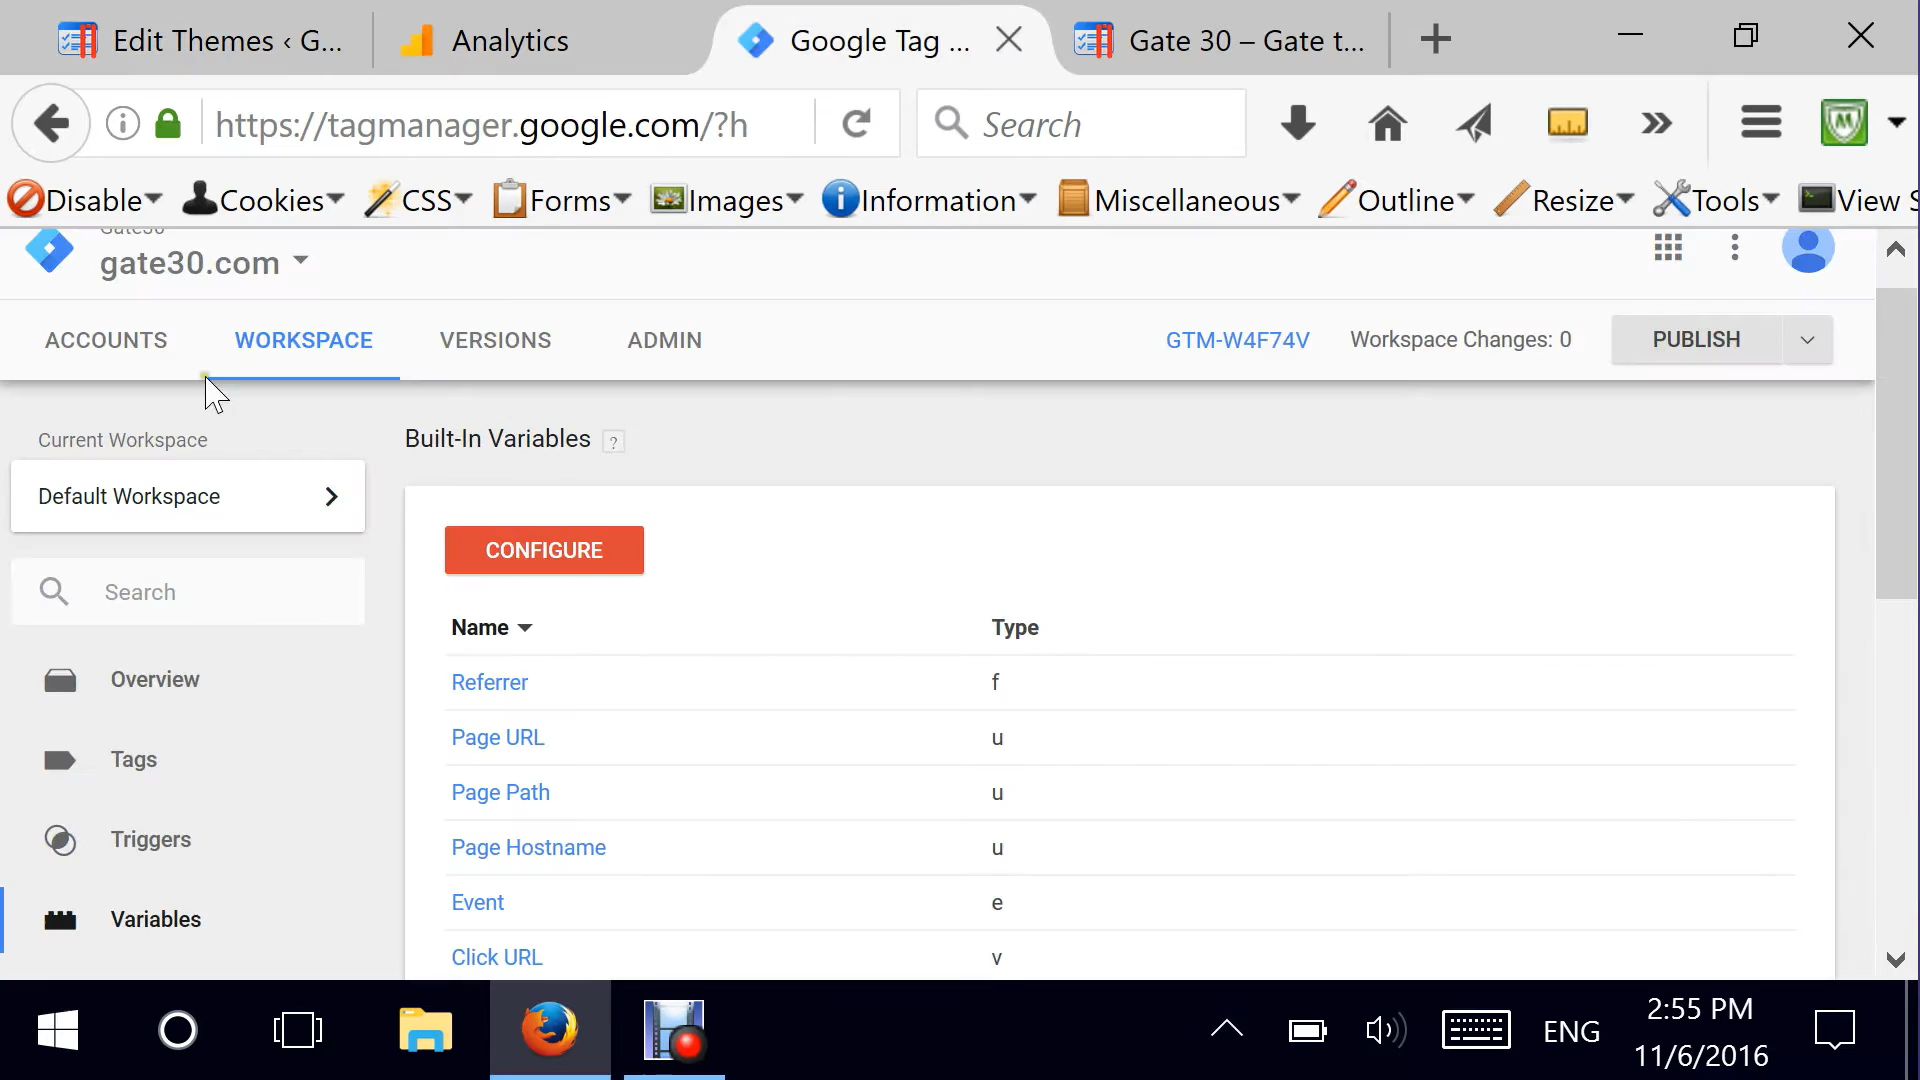 Edit Themes ‹ G...
Analytics
Google Tag ...
Gate 30 – Gate t...
https://tagmanager.google.com/?h
Search
Disable
Cookies
CSS
Forms
Images
Information
Miscellaneous
Outline
Resize
Tools
View S
Gate30
gate30.com
ACCOUNTS
WORKSPACE
VERSIONS
ADMIN
GTM-W4F74V
Workspace Changes: 0
PUBLISH
Current Workspace
Default Workspace
Search
Overview
Tags
Triggers
Variables
Built-In Variables ?
CONFIGURE
Name Type
Referrer f
Page URL u
Page Path u
Page Hostname u
Event e
Click URL v
ENG
2:55 PM
11/6/2016